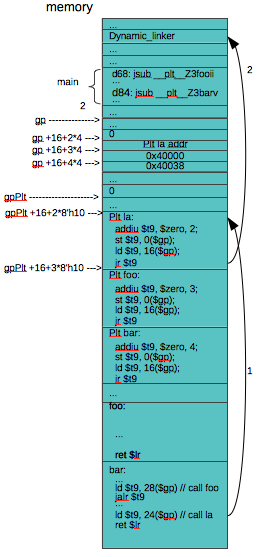 memory
...
Dynamic_linker
...
...
d68: jsub __plt__Z3fooii
...
main
d84: jsub __plt__Z3barv
...
2
2
gp -------------->
...
...
gp +16+2*4 --->
0
gp +16+3*4 --->
Plt la addr
gp +16+4*4 --->
0x40000
0x40038
...
gpPlt -------------------->
0
...
gpPlt +16+2*8'h10 --->
Plt la:
addiu $t9, $zero, 2;
st $t9, 0($gp);
ld $t9, 16($gp);
jr $t9
gpPlt +16+3*8'h10 --->
Plt foo:
addiu $t9, $zero, 3;
st $t9, 0($gp);
ld $t9, 16($gp);
jr $t9
Plt bar:
addiu $t9, $zero, 4;
st $t9, 0($gp);
ld $t9, 16($gp);
jr $t9
1
...
foo:
...
ret $lr
bar:
...
ld $t9, 28($gp) // call foo
jalr $t9
...
ld $t9, 24($gp) // call la
ret $lr